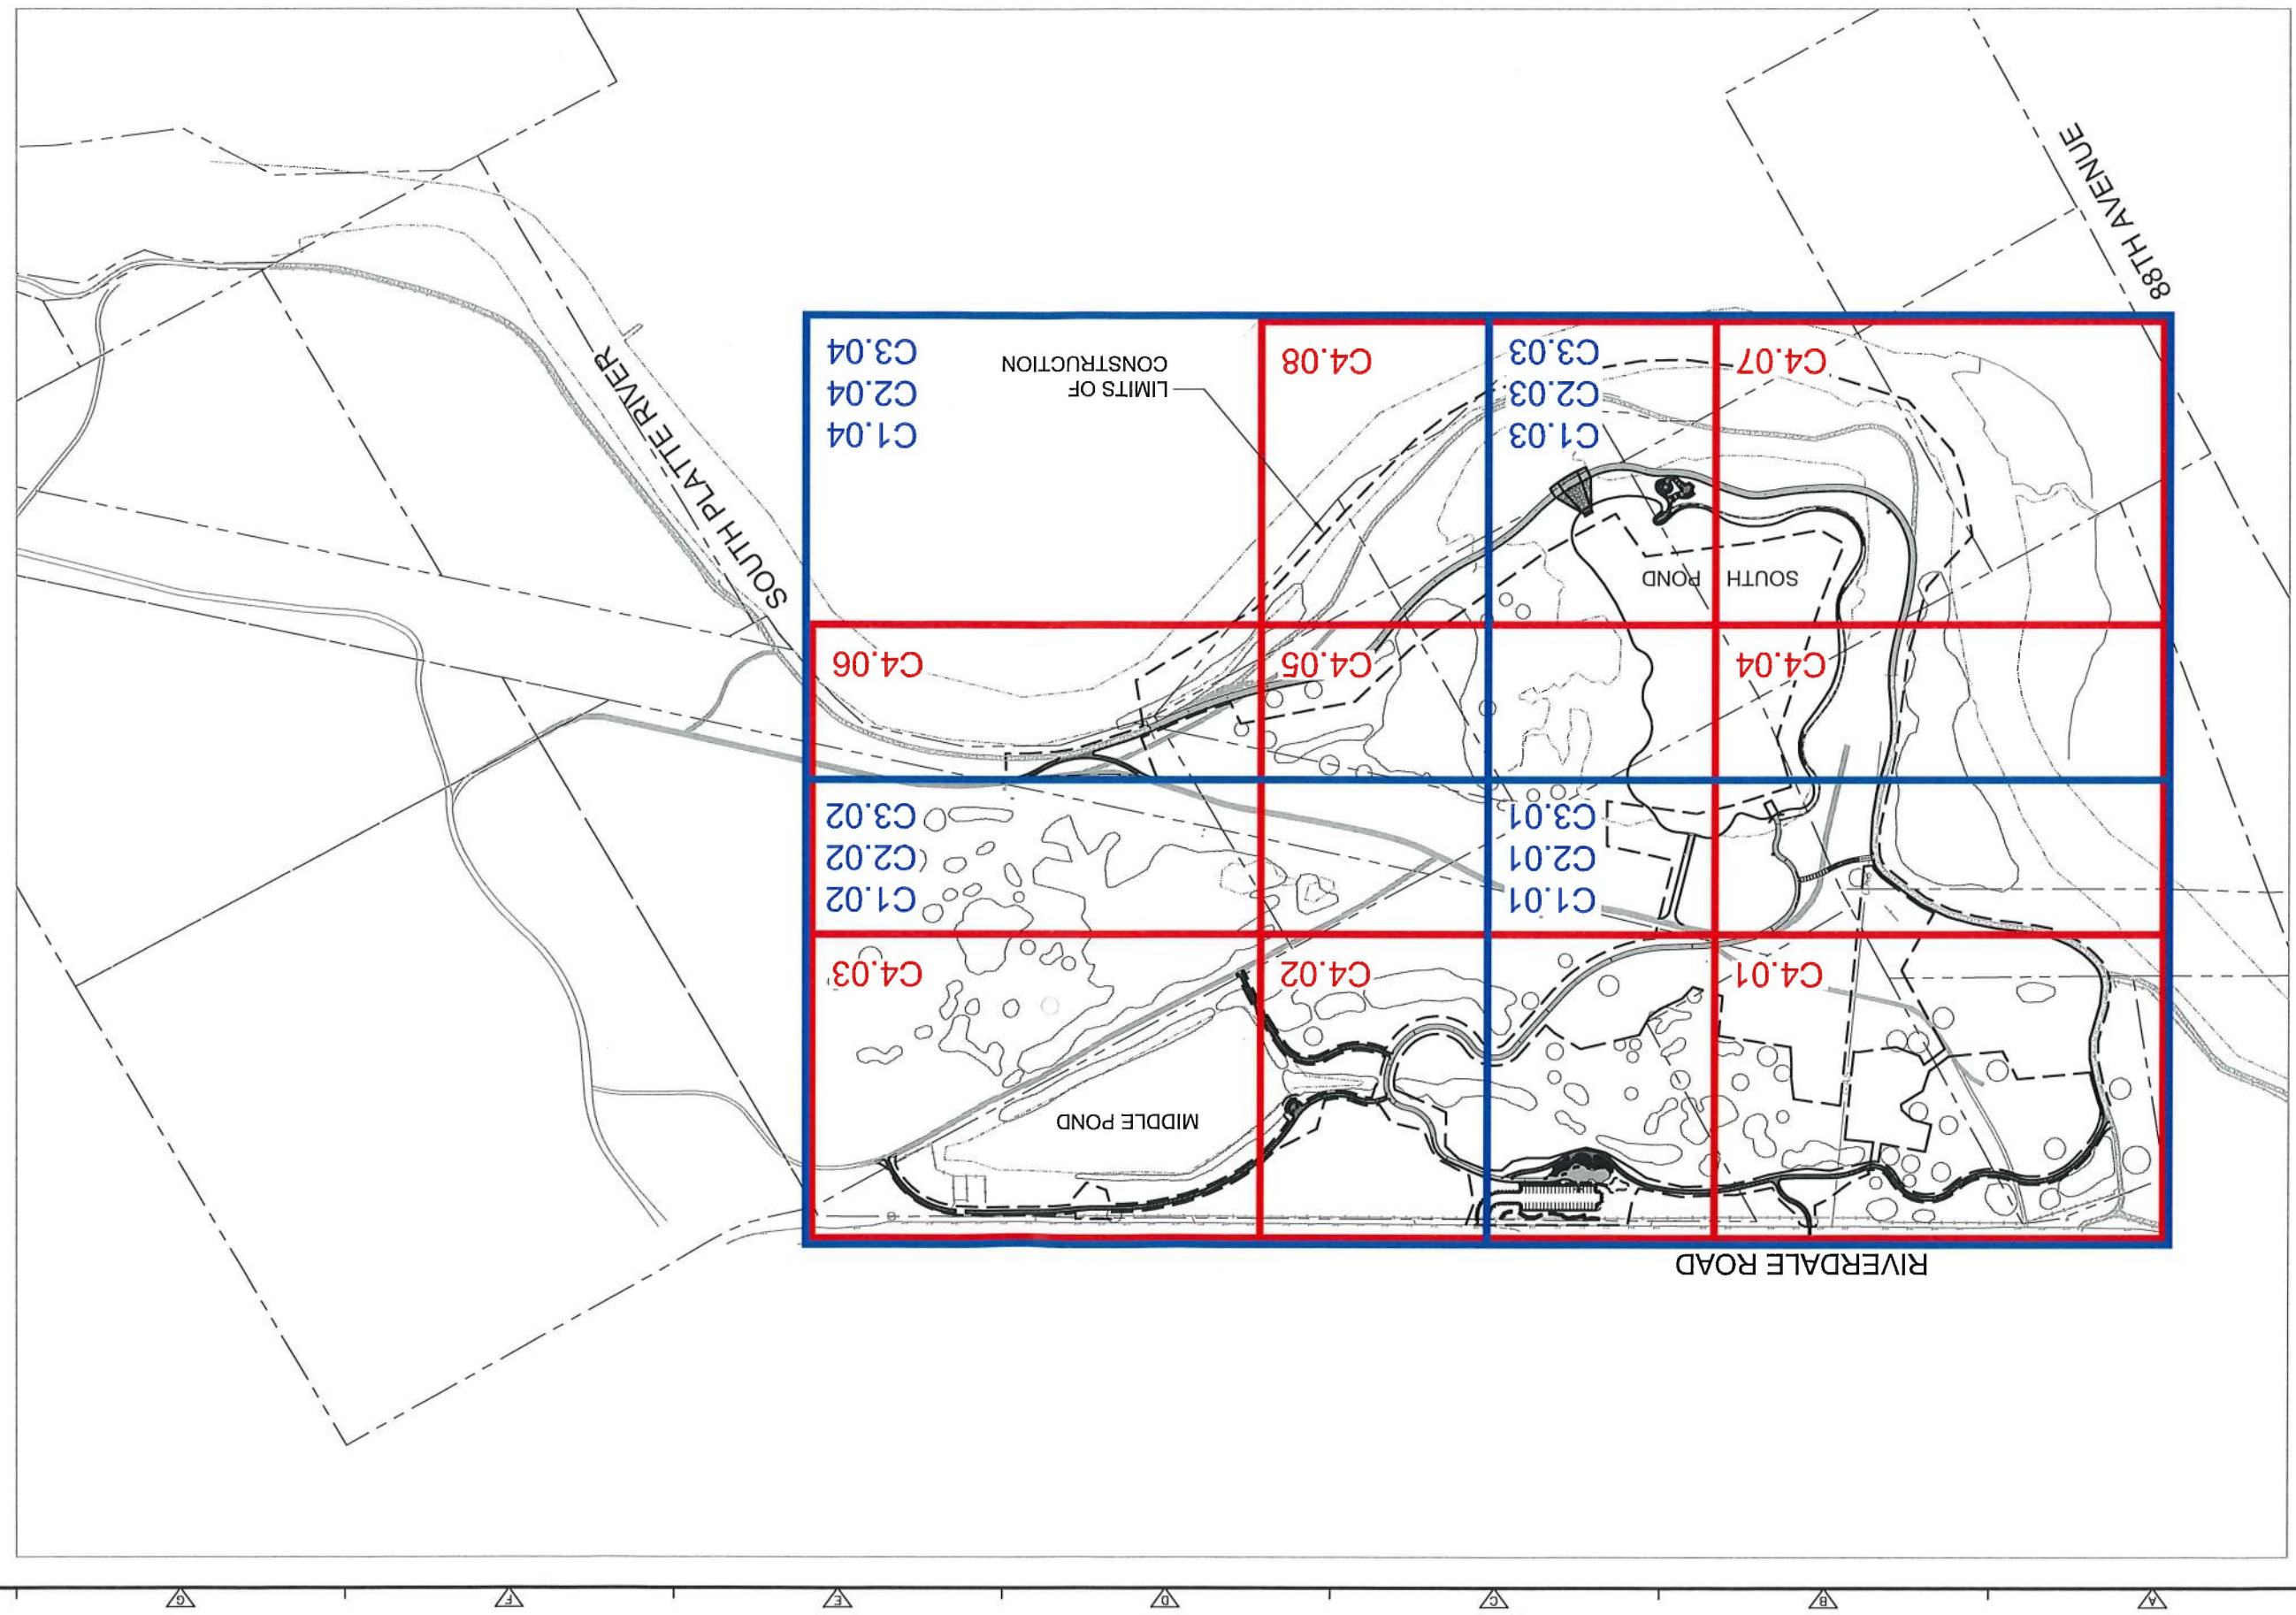 A
B
C
D
E
F
G
RIVERDALE ROAD
MIDDLE POND
C4.01
C4.02
C4.03
C1.01
C2.01
C3.01
C1.02
C2.02
C3.02
C4.04
C4.05
C4.06
SOUTH POND
SOUTH PLATTE RIVER
C1.03
C2.03
C3.03
C1.04
C2.04
C3.04
LIMITS OF
CONSTRUCTION
C4.07
C4.08
88TH AVENUE